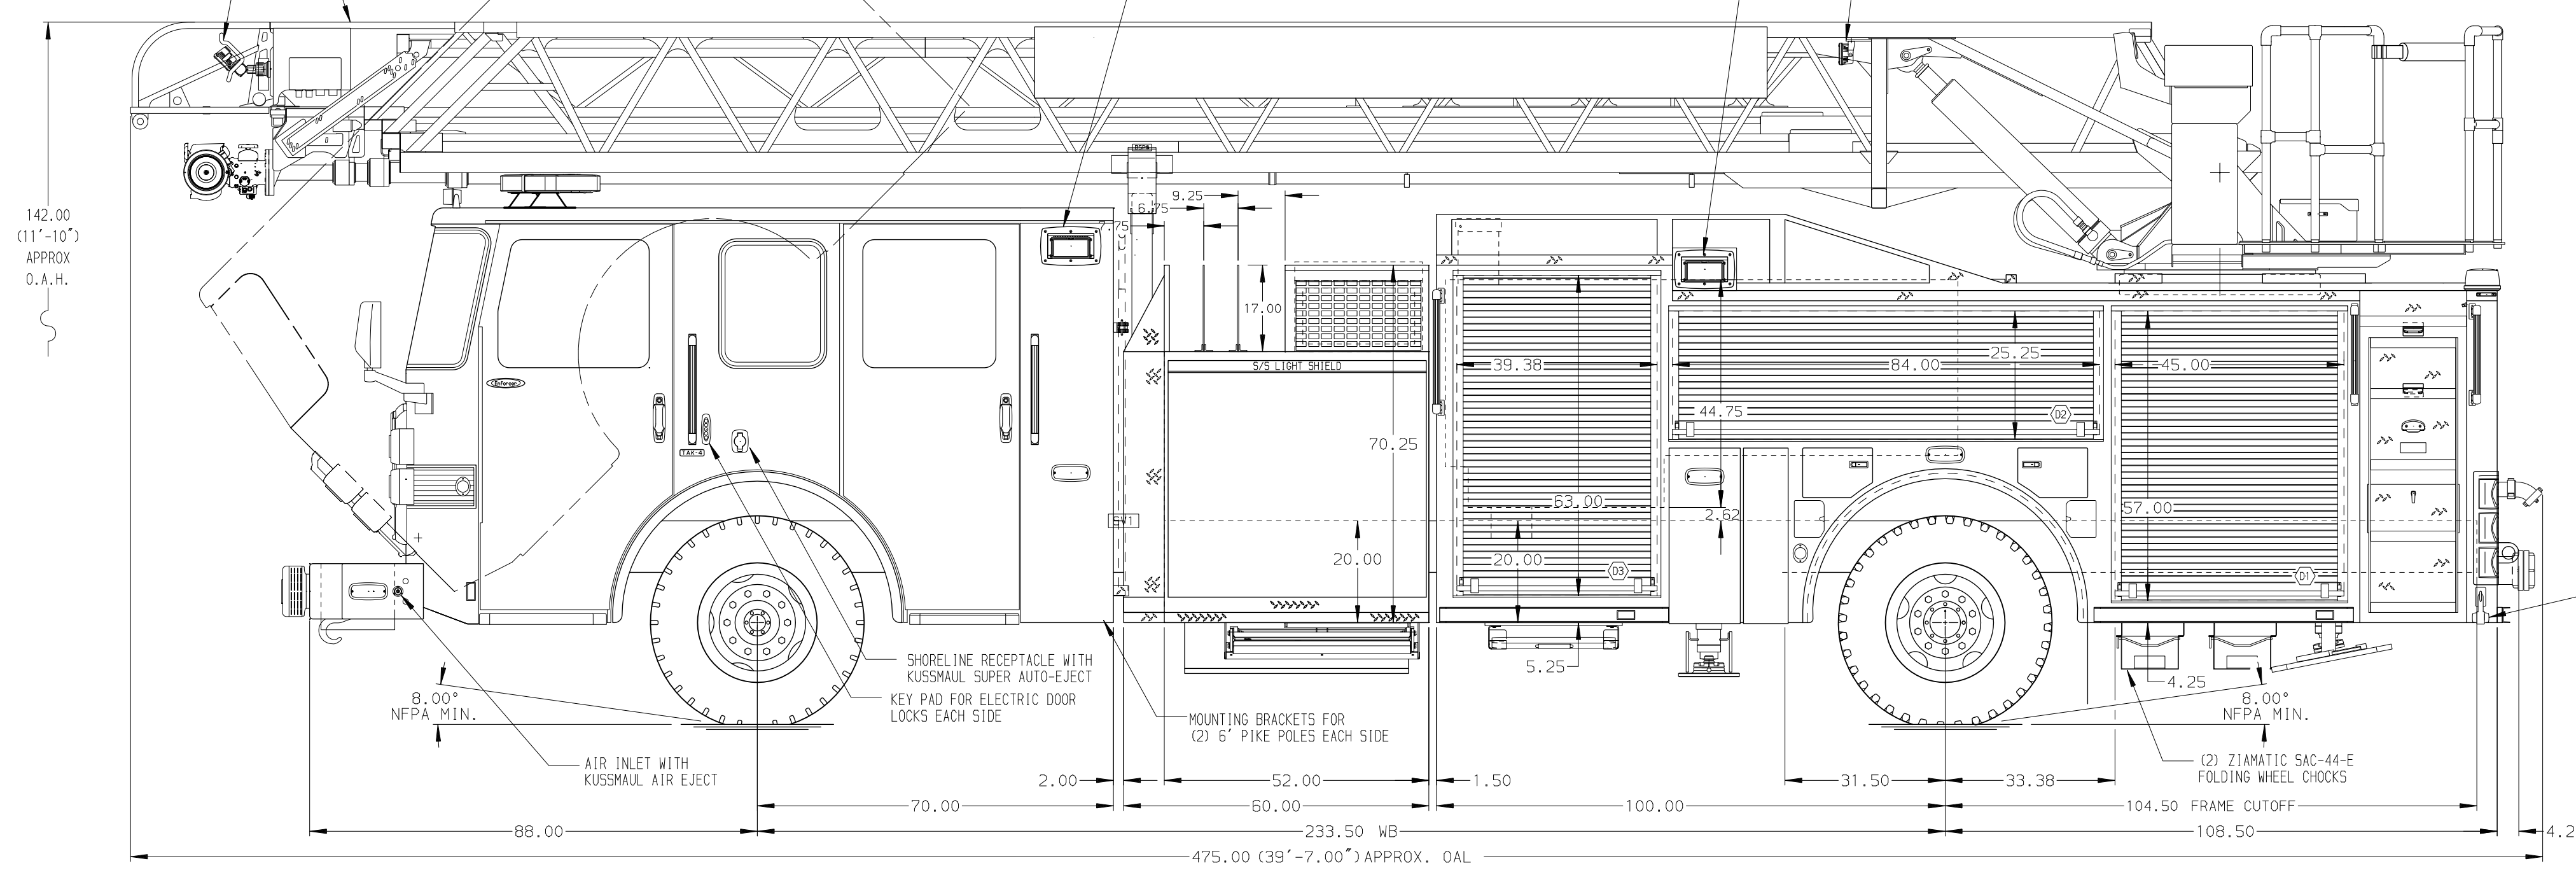 142.00
(11'-10")
APPROX
O.A.H.
9.25
6.75
7.75
17.00
S/S LIGHT SHIELD
39.38
84.00
25.25
45.00
Enforcer
44.75
D2
70.25
TAK-4
63.00
57.00
2.62
20.00
20.00
D3
D1
SHORELINE RECEPTACLE WITH
KUSSMAUL SUPER AUTO-EJECT
5.25
4.25
8.00°
NFPA MIN.
KEY PAD FOR ELECTRIC DOOR
LOCKS EACH SIDE
8.00°
NFPA MIN.
MOUNTING BRACKETS FOR
(2) 6' PIKE POLES EACH SIDE
AIR INLET WITH
KUSSMAUL AIR EJECT
(2) ZIAMATIC SAC-44-E
FOLDING WHEEL CHOCKS
2.00
52.00
1.50
31.50
33.38
70.00
60.00
100.00
104.50 FRAME CUTOFF
88.00
233.50 WB
108.50
4.2
475.00 (39'-7.00") APPROX. OAL